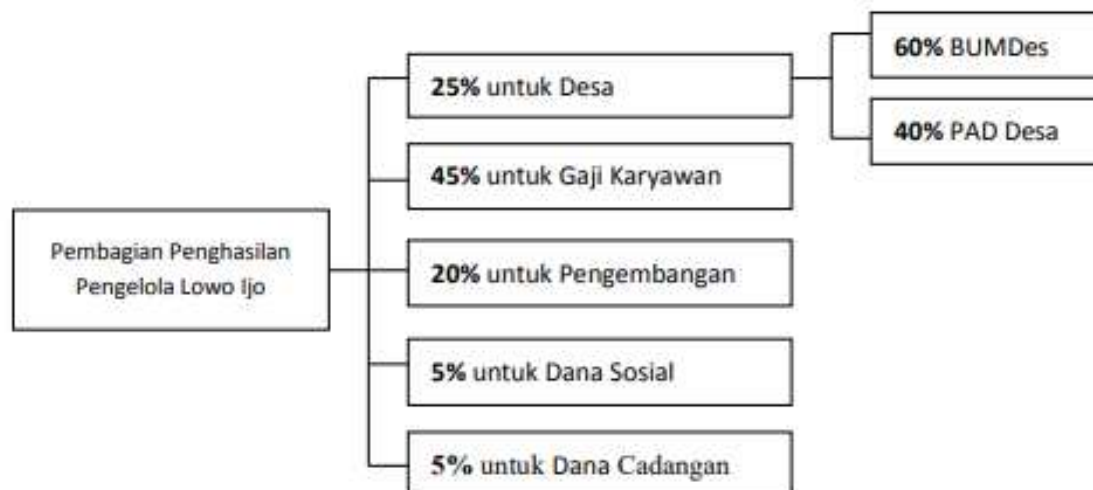 Pembagian Penghasilan
Pengelola Lowo Ijo
25% untuk Desa
60% BUMDes
40% PAD Desa
45% untuk Gaji Karyawan
20% untuk Pengembangan
5% untuk Dana Sosial
5% untuk Dana Cadangan